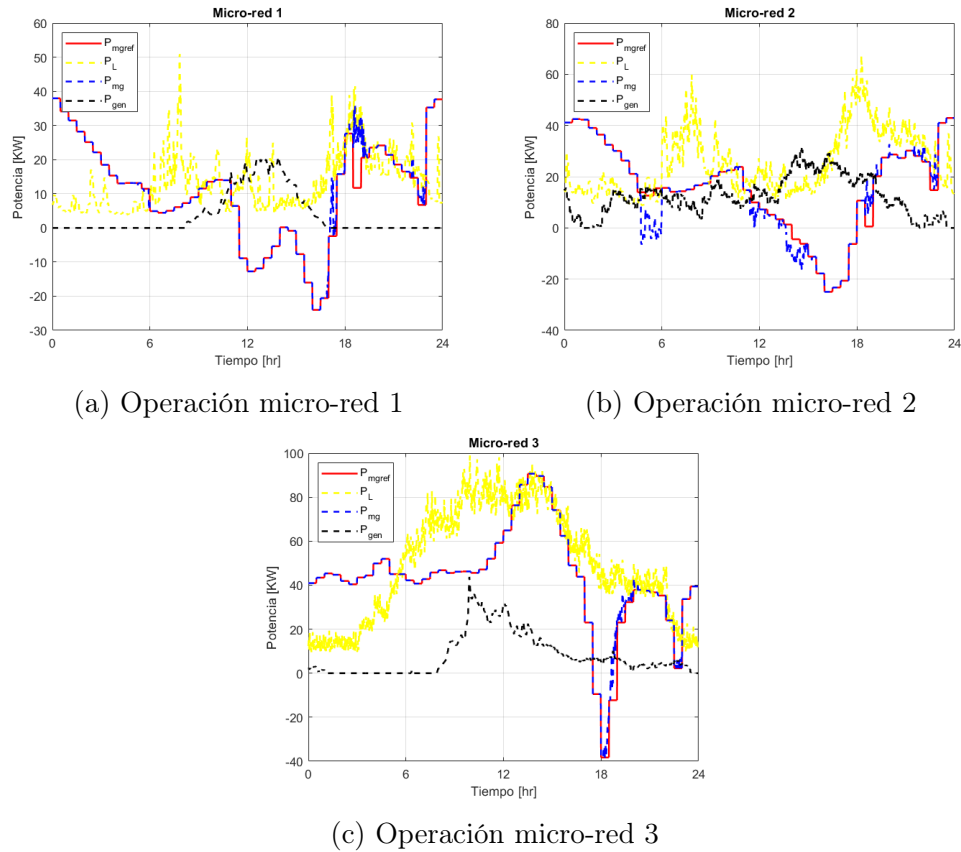 Micro-red 1
60
50
40
30
20
10
0
-10
-20
-30
Potencia [KW]
P_mgref
P_L
P_mg
P_gen
0 6 12 18 24
Tiempo [hr]
(a) Operación micro-red 1
Micro-red 2
80
60
40
20
0
-20
-40
Potencia [KW]
P_mgref
P_L
P_mg
P_gen
0 6 12 18 24
Tiempo [hr]
(b) Operación micro-red 2
Micro-red 3
100
80
60
40
20
0
-20
-40
Potencia [KW]
P_mgref
P_L
P_mg
P_gen
0 6 12 18 24
Tiempo [hr]
(c) Operación micro-red 3